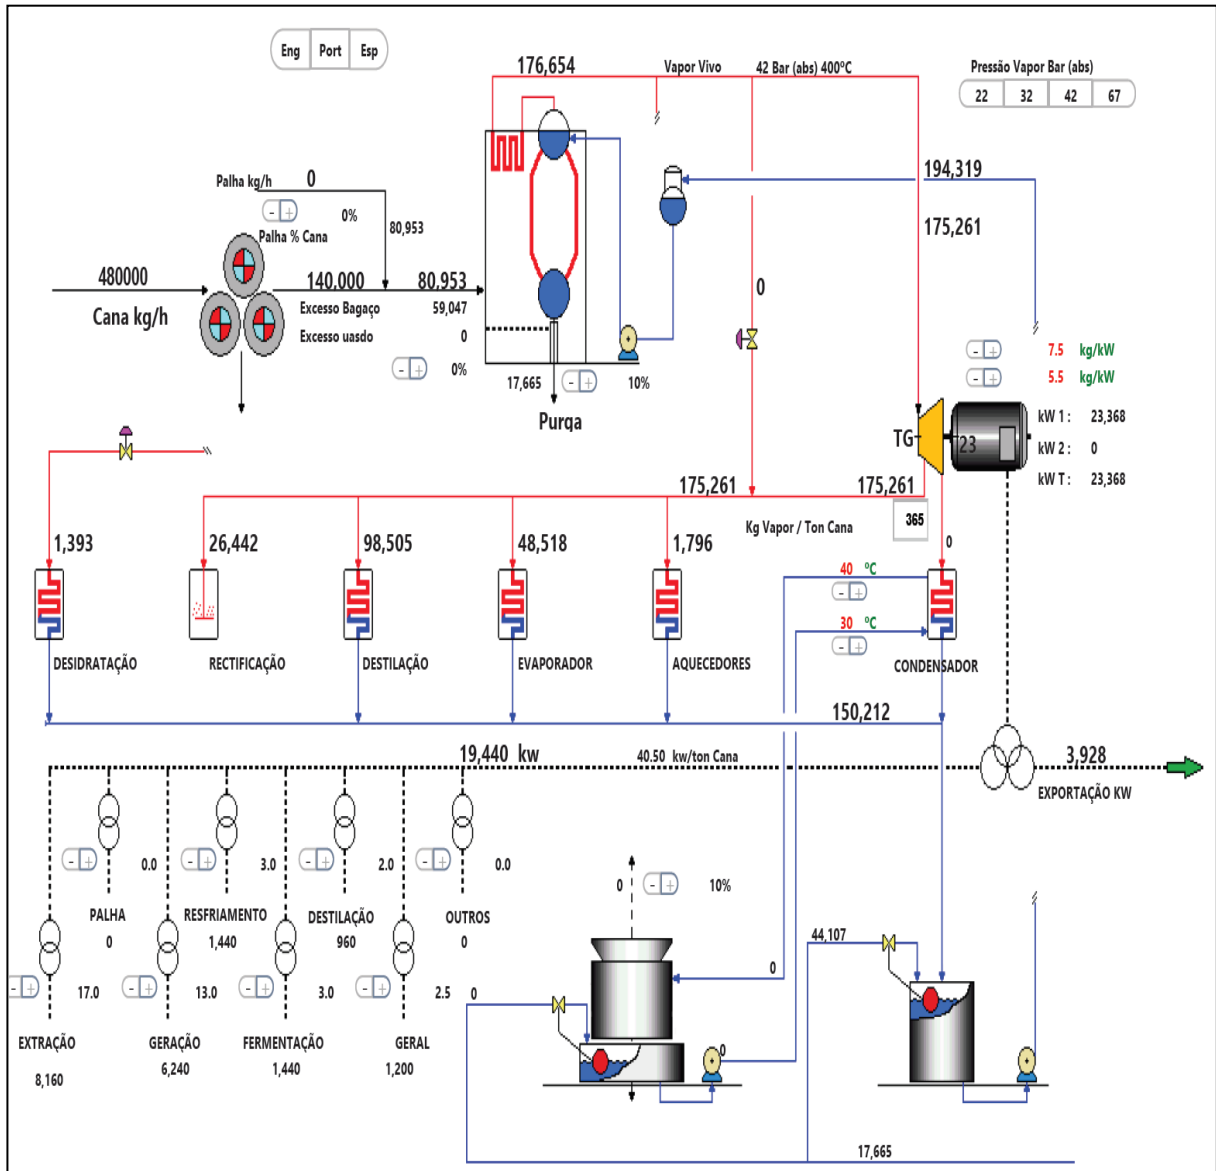 Eng Port Esp
176,654
Vapor Vivo
42 Bar (abs) 400ºC
Pressão Vapor Bar (abs)
22 32 42 67
Palha kg/h
0
- +
0%
Palha % Cana
80,953
194,319
175,261
480000
Cana kg/h
140,000
80,953
Excesso Bagaço
59,047
Excesso uasdo
0
- +
0%
0
17,665
- +
10%
Purga
- +
7.5 kg/kW
- +
5.5 kg/kW
kW 1 : 23,368
kW 2 : 0
kW T : 23,368
TG
23
175,261
175,261
Kg Vapor / Ton Cana
365
0
1,393
26,442
98,505
48,518
1,796
40 ºC
- +
30 ºC
- +
DESIDRATAÇÃO
RECTIFICAÇÃO
DESTILAÇÃO
EVAPORADOR
AQUECEDORES
CONDENSADOR
150,212
19,440 kw
40.50 kw/ton Cana
3,928
EXPORTAÇÃO KW
- +
0.0
- +
3.0
- +
2.0
- +
0.0
PALHA
0
RESFRIAMENTO
1,440
DESTILAÇÃO
960
OUTROS
0
0
- +
10%
44,107
0
- +
17.0
- +
13.0
- +
3.0
- +
2.5
0
EXTRAÇÃO
8,160
GERAÇÃO
6,240
FERMENTAÇÃO
1,440
GERAL
1,200
0
17,665